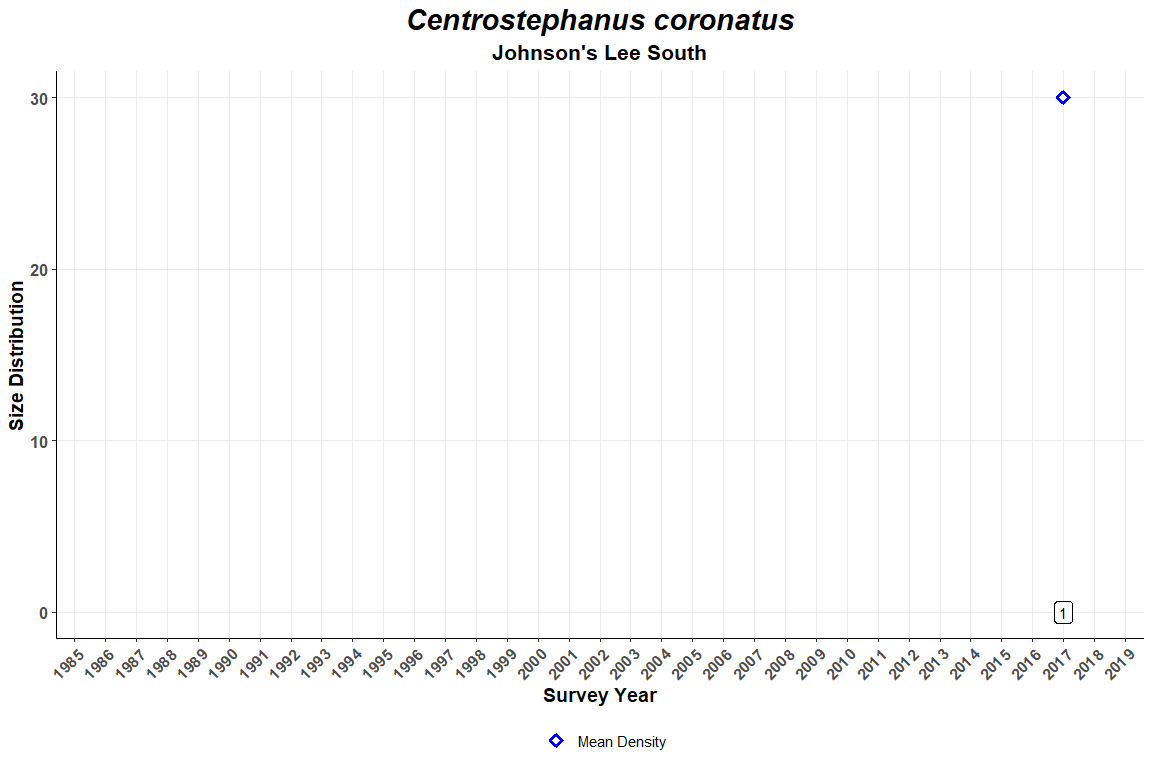 Centrostephanus coronatus
Johnson's Lee South
Size Distribution
30
20
10
0
1
1985 1986 1987 1988 1989 1990 1991 1992 1993 1994 1995 1996 1997 1998 1999 2000 2001 2002 2003 2004 2005 2006 2007 2008 2009 2010 2011 2012 2013 2014 2015 2016 2017 2018 2019
Survey Year
Mean Density